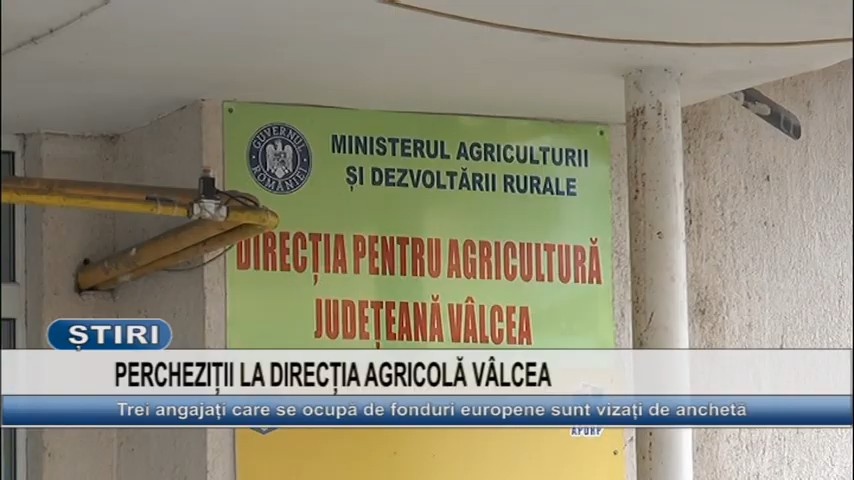 GUVERNUL ROMÂNIEI
MINISTERUL AGRICULTURII
ȘI DEZVOLTĂRII RURALE
DIRECȚIA PENTRU AGRICULTURĂ
JUDEȚEANĂ VÂLCEA
ȘTIRI
PERCHEZIȚII LA DIRECȚIA AGRICOLĂ VÂLCEA
Trei angajați care se ocupă de fonduri europene sunt vizați de anchetă